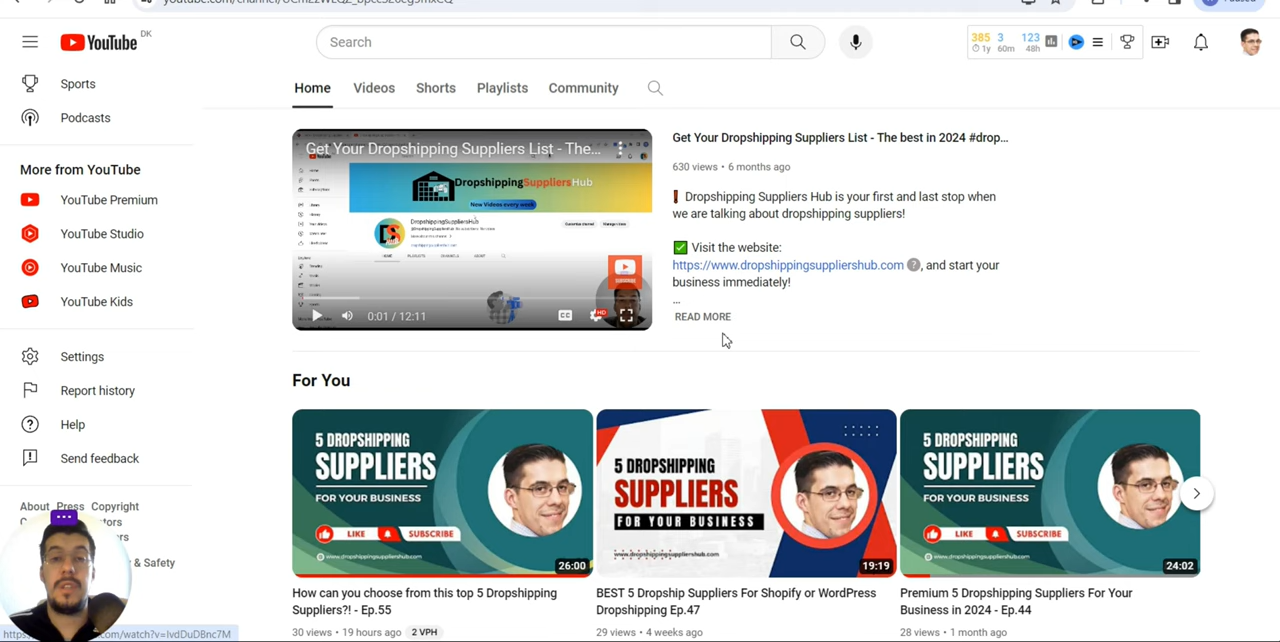 YouTube DK
Search
385 3 123
1y 60m 48h
Sports
Podcasts
More from YouTube
YouTube Premium
YouTube Studio
YouTube Music
YouTube Kids
Settings
Report history
Help
Send feedback
About Press Copyright
& Safety
Home Videos Shorts Playlists Community
Get Your Dropshipping Suppliers List - The...
DropshippingSuppliersHub
New Videos every week
DropshippingSuppliersHub
SUBSCRIBE
0:01 / 12:11
CC
HD
Get Your Dropshipping Suppliers List - The best in 2024 #drop...
630 views • 6 months ago
❗ Dropshipping Suppliers Hub is your first and last stop when
we are talking about dropshipping suppliers!
✅ Visit the website:
https://www.dropshippingsuppliershub.com ?, and start your
business immediately!
...
READ MORE
For You
5 DROPSHIPPING
SUPPLIERS
FOR YOUR BUSINESS
LIKE SUBSCRIBE
www.dropshippingsuppliershub.com
26:00
How can you choose from this top 5 Dropshipping
Suppliers?! - Ep.55
30 views • 19 hours ago 2 VPH
5 DROPSHIPPING
SUPPLIERS
FOR YOUR BUSINESS
www.dropshippingsuppliershub.com
19:19
BEST 5 Dropship Suppliers For Shopify or WordPress
Dropshipping Ep.47
29 views • 4 weeks ago
5 DROPSHIPPING
SUPPLIERS
FOR YOUR BUSINESS
LIKE SUBSCRIBE
www.dropshippingsuppliershub.com
24:02
Premium 5 Dropshipping Suppliers For Your
Business in 2024 - Ep.44
28 views • 1 month ago